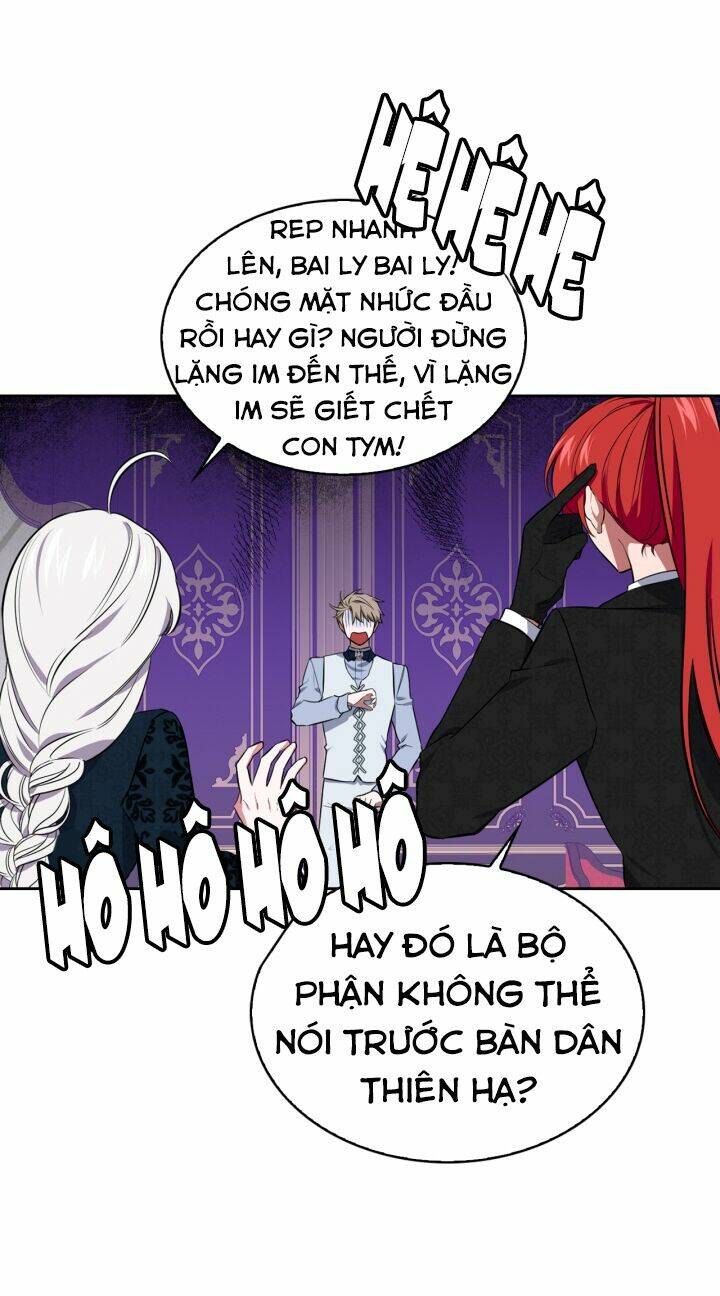 HÊ HÊ HÊ
REP NHANH
LÊN, BAI LY BAI LY!
CHÓNG MẶT NHỨC ĐẦU
RỒI HAY GÌ? NGƯỜI ĐỪNG
LẶNG IM ĐẾN THẾ, VÌ LẶNG
IM SẼ GIẾT CHẾT
CON TYM!
HÔ HÔ HÔ HÔ
HAY ĐÓ LÀ BỘ
PHẬN KHÔNG THỂ
NÓI TRƯỚC BÀN DÂN
THIÊN HẠ?